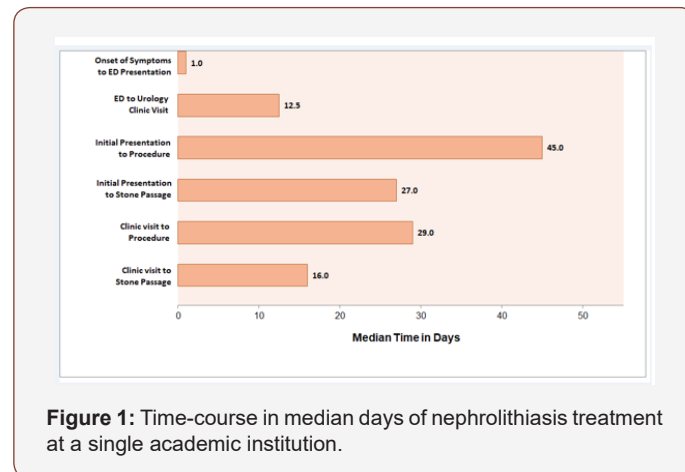 Onset of Symptoms
to ED Presentation
1.0
ED to Urology
Clinic Visit
12.5
Initial Presentation
to Procedure
45.0
Initial Presentation
to Stone Passage
27.0
Clinic visit to
Procedure
29.0
Clinic visit to
Stone Passage
16.0
0 10 20 30 40 50
Median Time in Days
Figure 1: Time-course in median days of nephrolithiasis treatment
at a single academic institution.